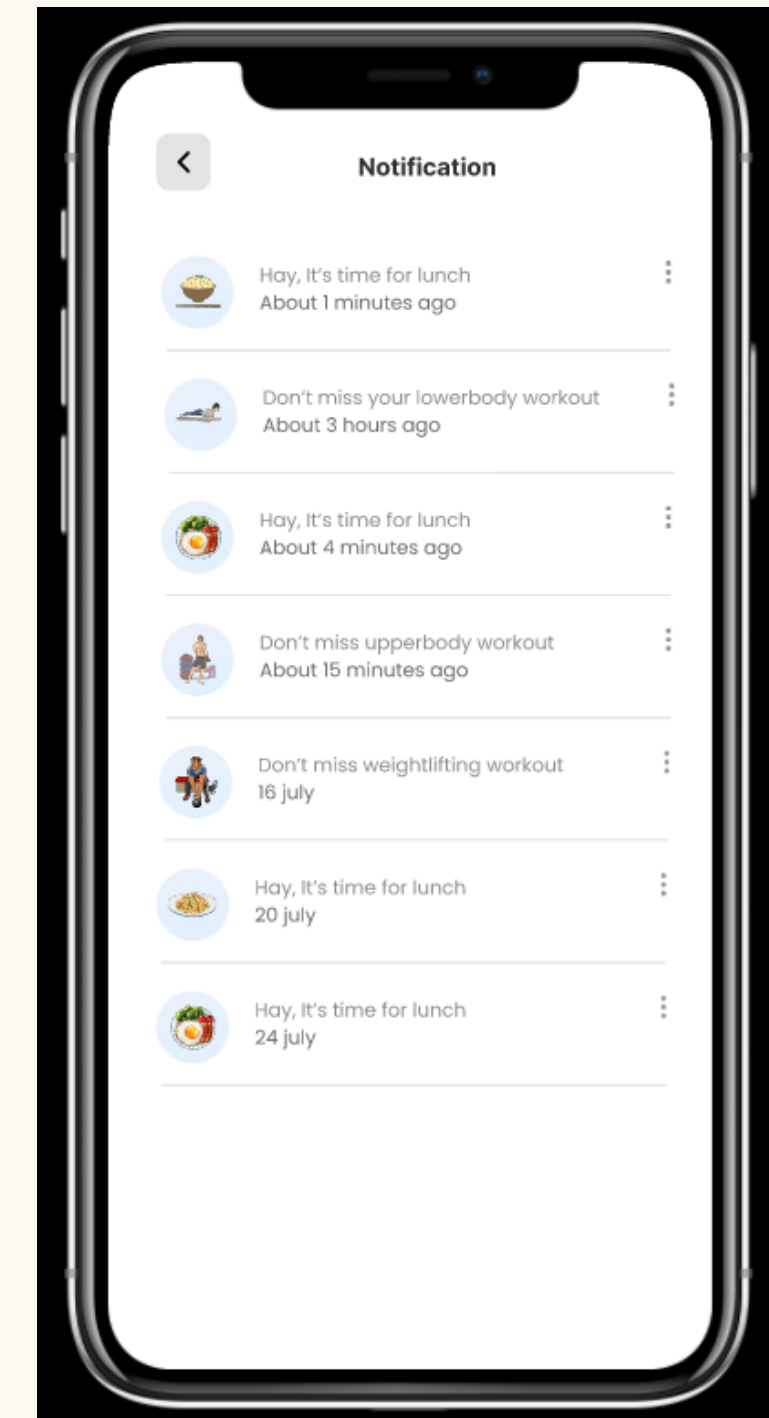 Notification
Hay, It's time for lunch
About 1 minutes ago
Don't miss your lowerbody workout
About 3 hours ago
Hay, It's time for lunch
About 4 minutes ago
Don't miss upperbody workout
About 15 minutes ago
Don't miss weightlifting workout
16 july
Hay, It's time for lunch
20 july
Hay, It's time for lunch
24 july